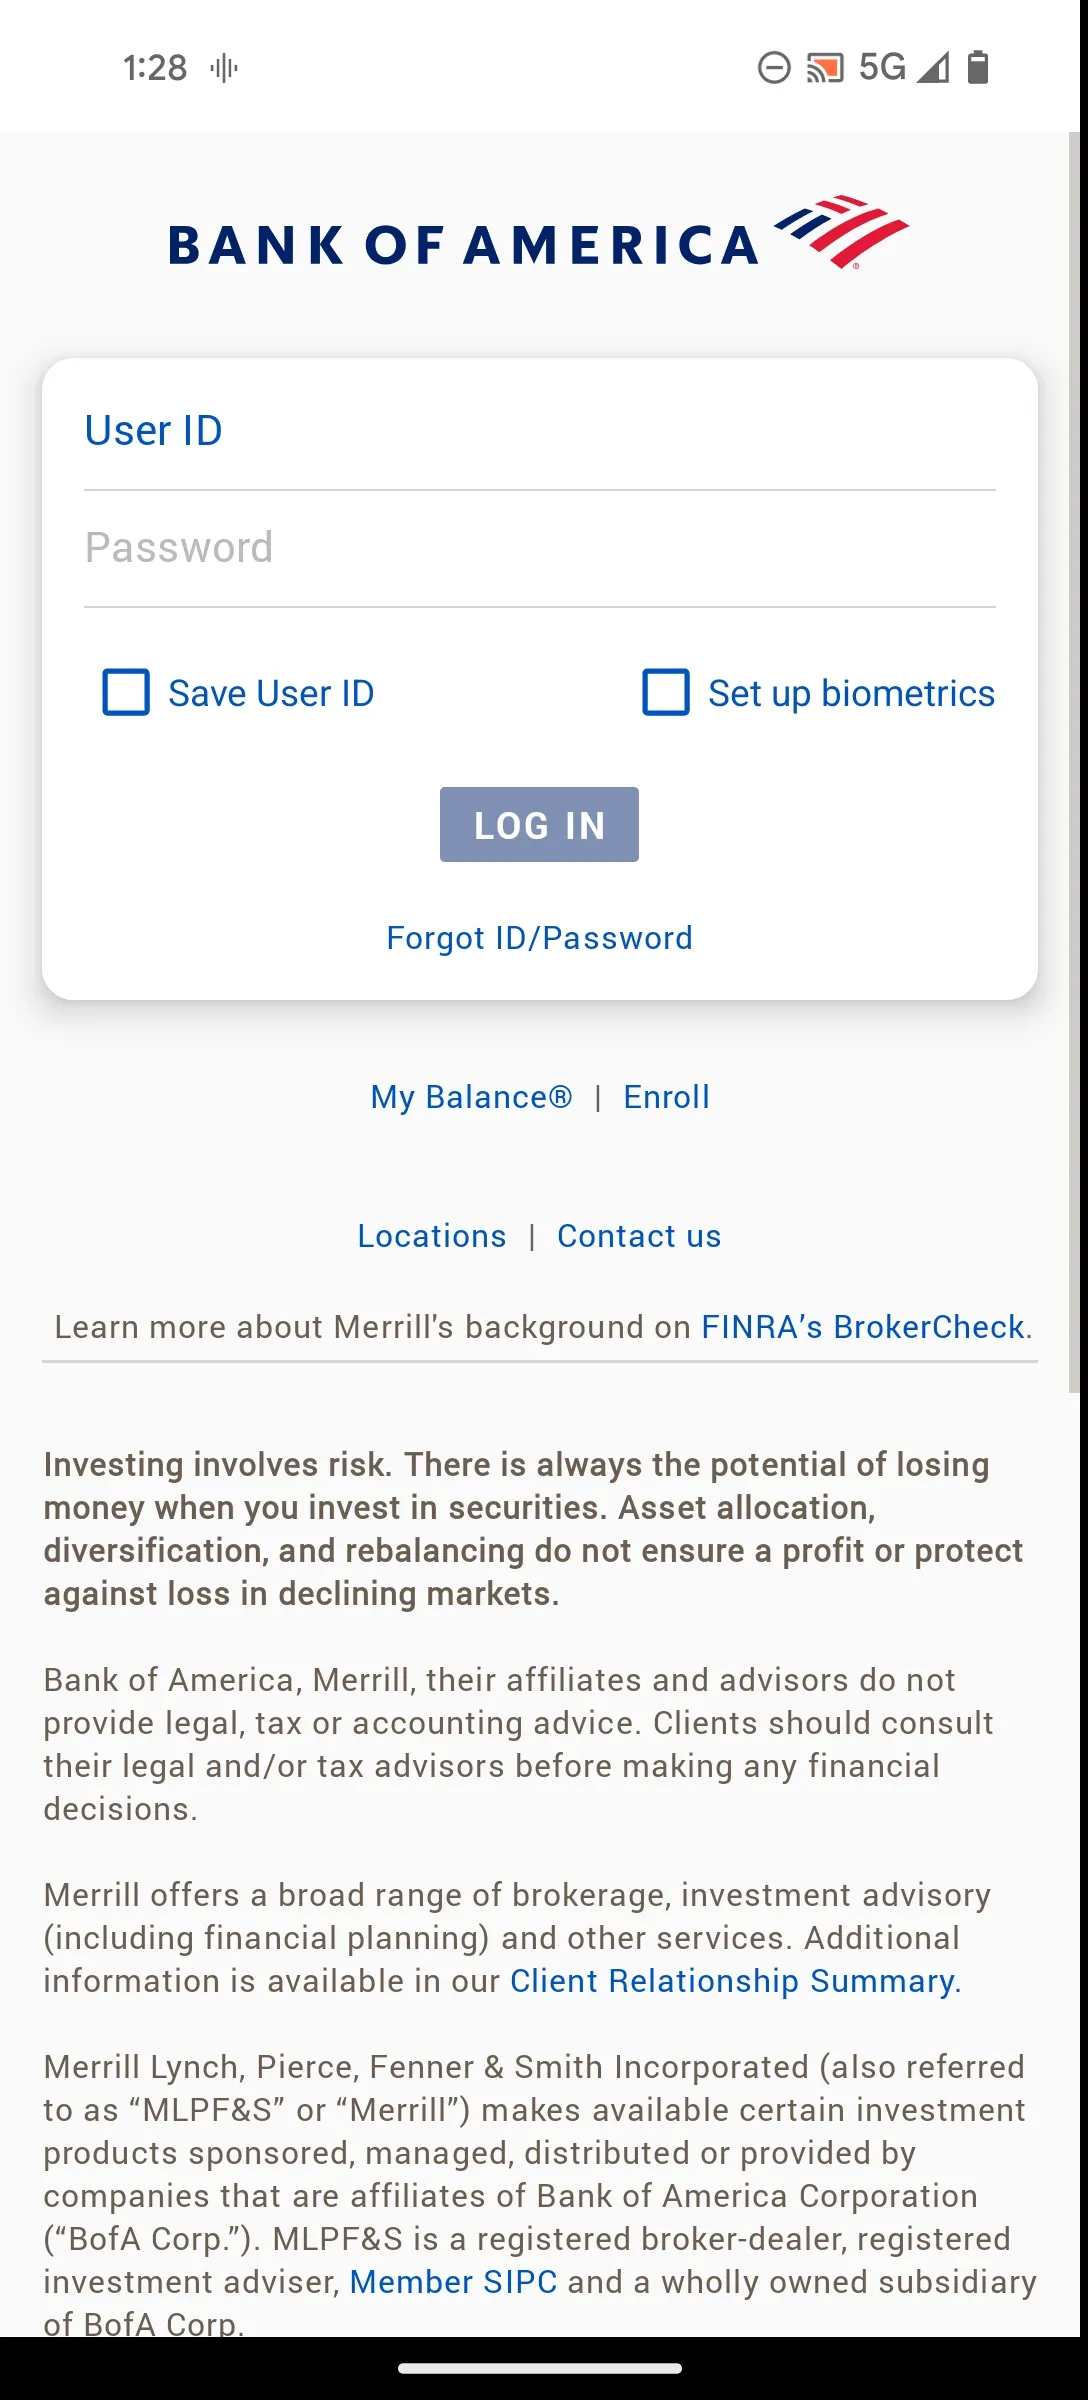 1:28 5G
BANK OF AMERICA ®
User ID
Password
Save User ID Set up biometrics
LOG IN
Forgot ID/Password
My Balance® | Enroll
Locations | Contact us
Learn more about Merrill's background on FINRA’s BrokerCheck.
Investing involves risk. There is always the potential of losing
money when you invest in securities. Asset allocation,
diversification, and rebalancing do not ensure a profit or protect
against loss in declining markets.
Bank of America, Merrill, their affiliates and advisors do not
provide legal, tax or accounting advice. Clients should consult
their legal and/or tax advisors before making any financial
decisions.
Merrill offers a broad range of brokerage, investment advisory
(including financial planning) and other services. Additional
information is available in our Client Relationship Summary.
Merrill Lynch, Pierce, Fenner & Smith Incorporated (also referred
to as “MLPF&S” or “Merrill”) makes available certain investment
products sponsored, managed, distributed or provided by
companies that are affiliates of Bank of America Corporation
(“BofA Corp.”). MLPF&S is a registered broker-dealer, registered
investment adviser, Member SIPC and a wholly owned subsidiary
of BofA Corp.